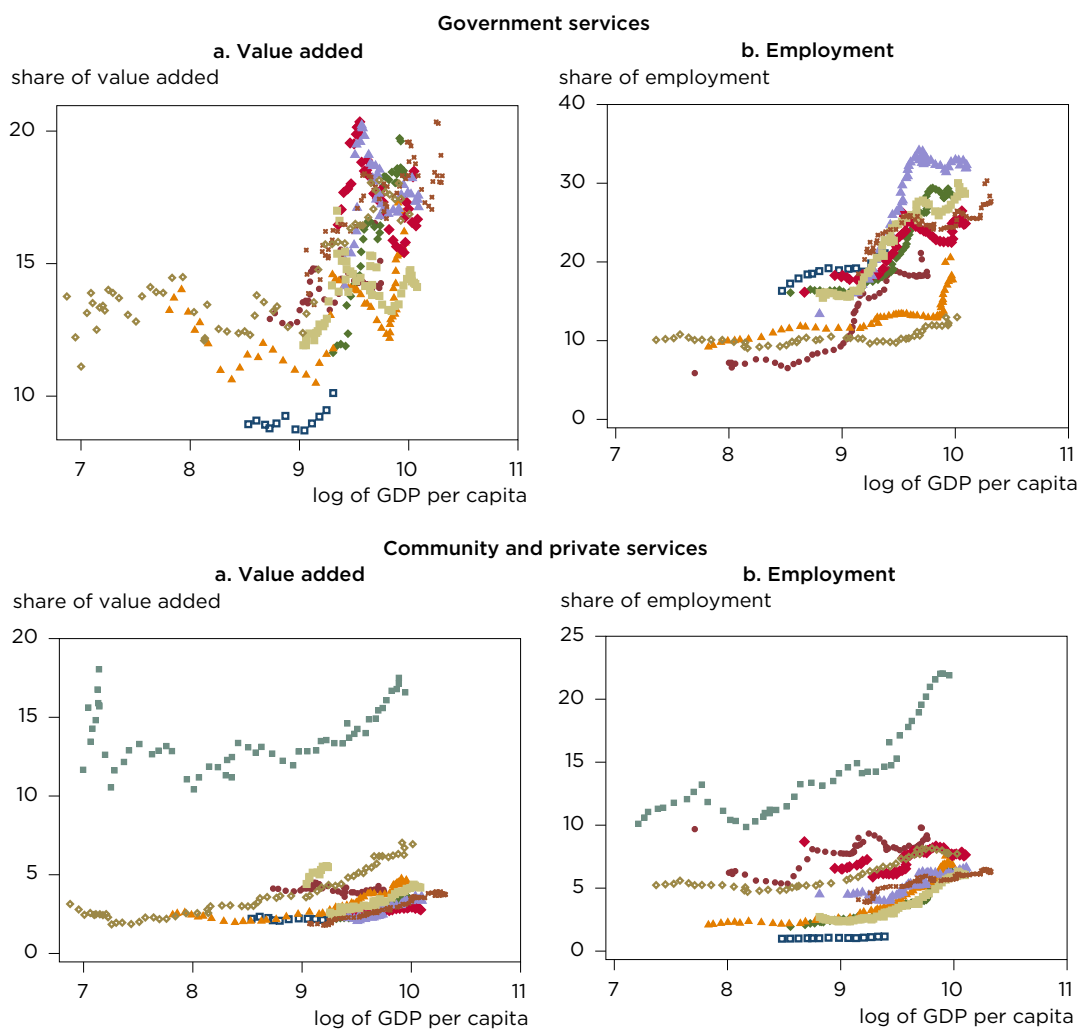 Government services
a. Value added
share of value added
20
15
10
7 8 9 10 11
log of GDP per capita
b. Employment
share of employment
40
30
20
10
0
7 8 9 10 11
log of GDP per capita
Community and private services
a. Value added
share of value added
20
15
10
5
0
7 8 9 10 11
log of GDP per capita
b. Employment
share of employment
25
20
15
10
5
0
7 8 9 10 11
log of GDP per capita